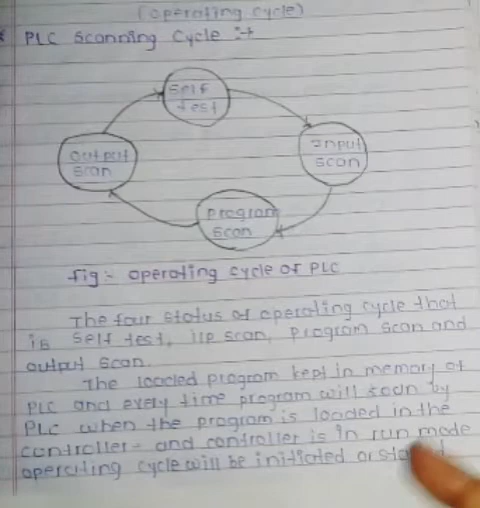 (operating cycle)
* PLC Scanning Cycle :→
Self
test
output
scan
Input
scan
program
scan
fig :- operating cycle of PLC
The four status of operating cycle that
is self test, i/p scan, program scan and
output scan.
The loaded program kept in memory of
PLC and every time program will scan by
PLC when the program is loaded in the
controller and controller is in run mode
operating cycle will be initiated or